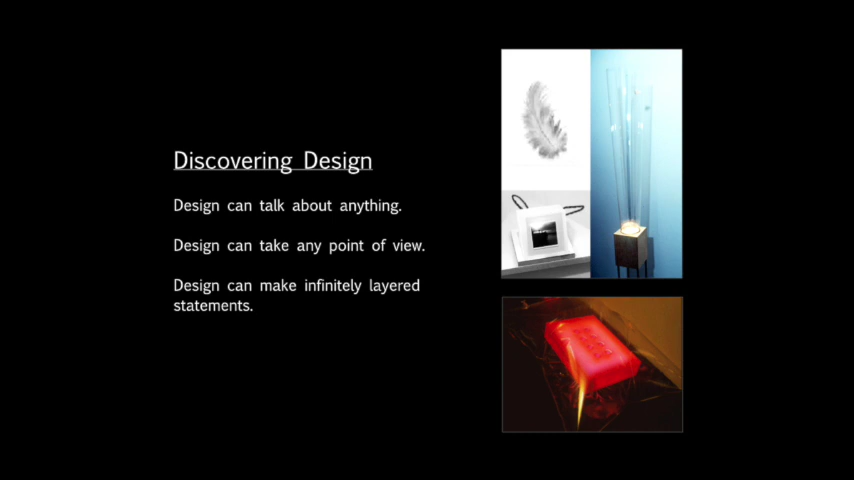 Discovering Design
Design can talk about anything.
Design can take any point of view.
Design can make infinitely layered
statements.